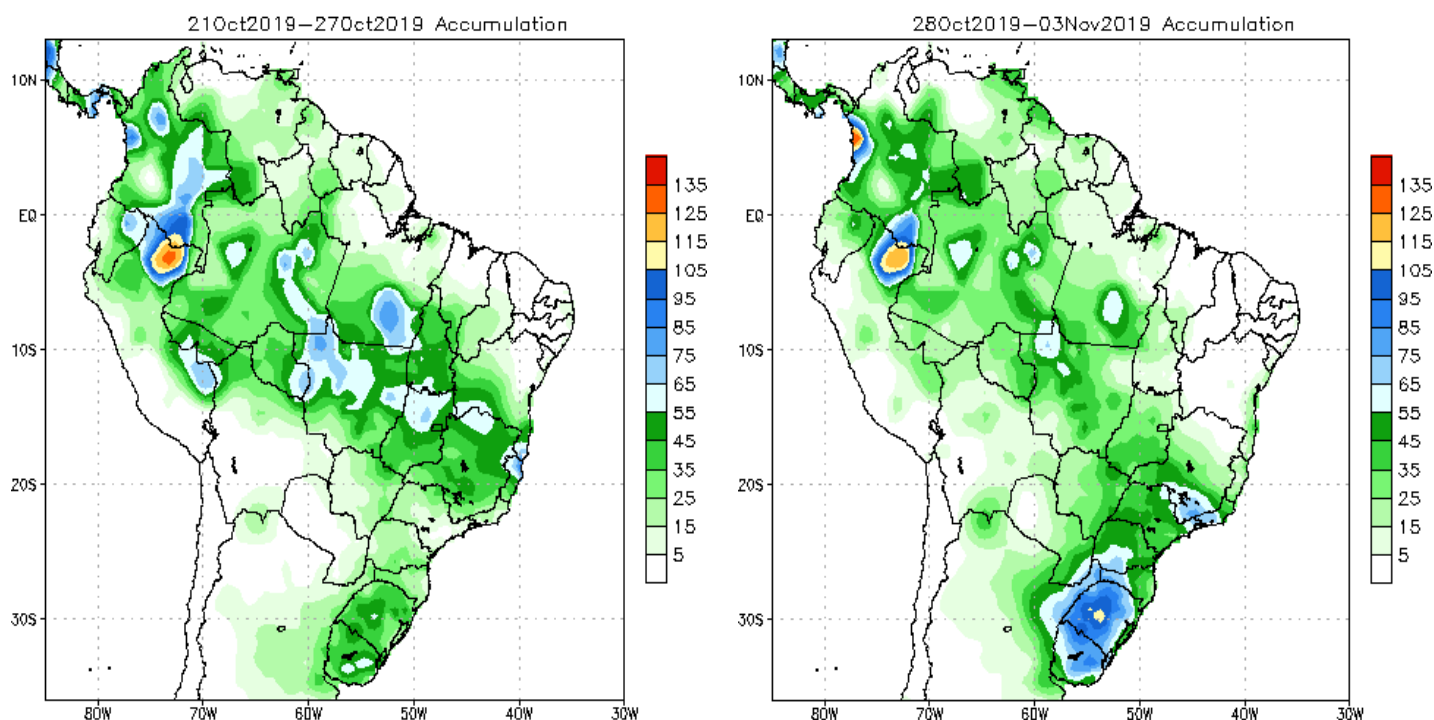 21Oct2019-27Oct2019 Accumulation
10N
EQ
10S
20S
30S
80W 70W 60W 50W 40W 30W
135
125
115
105
95
85
75
65
55
45
35
25
15
5
28Oct2019-03Nov2019 Accumulation
10N
EQ
10S
20S
30S
80W 70W 60W 50W 40W 30W
135
125
115
105
95
85
75
65
55
45
35
25
15
5